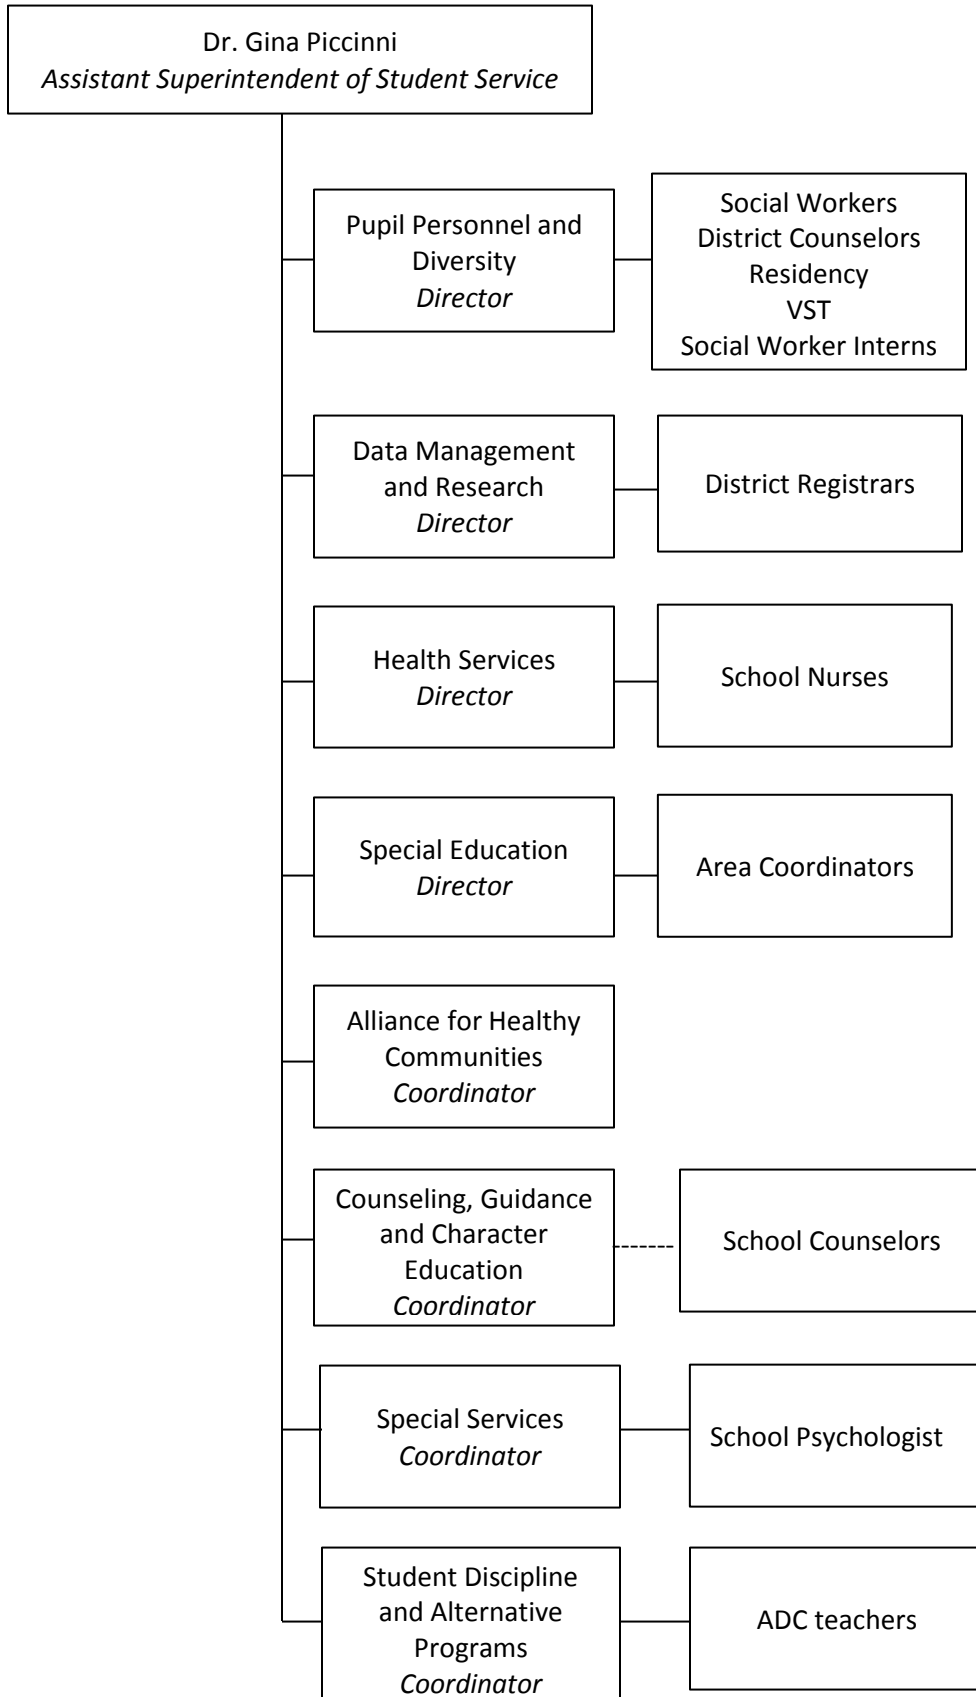 Dr. Gina Piccinni
Assistant Superintendent of Student Service
Pupil Personnel and
Diversity
Director
Social Workers
District Counselors
Residency
VST
Social Worker Interns
Data Management
and Research
Director
District Registrars
Health Services
Director
School Nurses
Special Education
Director
Area Coordinators
Alliance for Healthy
Communities
Coordinator
Counseling, Guidance
and Character
Education
Coordinator
School Counselors
Special Services
Coordinator
School Psychologist
Student Discipline
and Alternative
Programs
Coordinator
ADC teachers